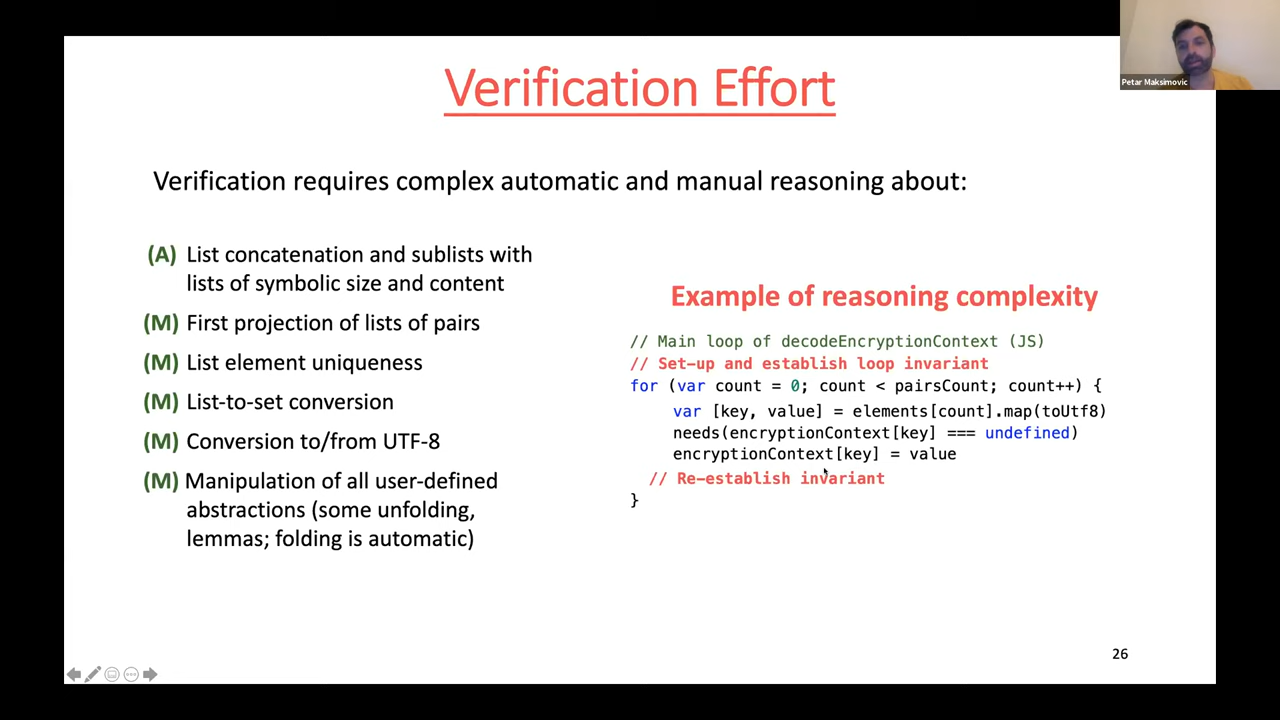 Verification Effort
Petar Maksimovic
Verification requires complex automatic and manual reasoning about:
(A) List concatenation and sublists with
lists of symbolic size and content
(M) First projection of lists of pairs
(M) List element uniqueness
(M) List-to-set conversion
(M) Conversion to/from UTF-8
(M) Manipulation of all user-defined
abstractions (some unfolding,
lemmas; folding is automatic)
Example of reasoning complexity
// Main loop of decodeEncryptionContext (JS)
// Set-up and establish loop invariant
for (var count = 0; count < pairsCount; count++) {
var [key, value] = elements[count].map(toUtf8)
needs(encryptionContext[key] === undefined)
encryptionContext[key] = value
// Re-establish invariant
}
26